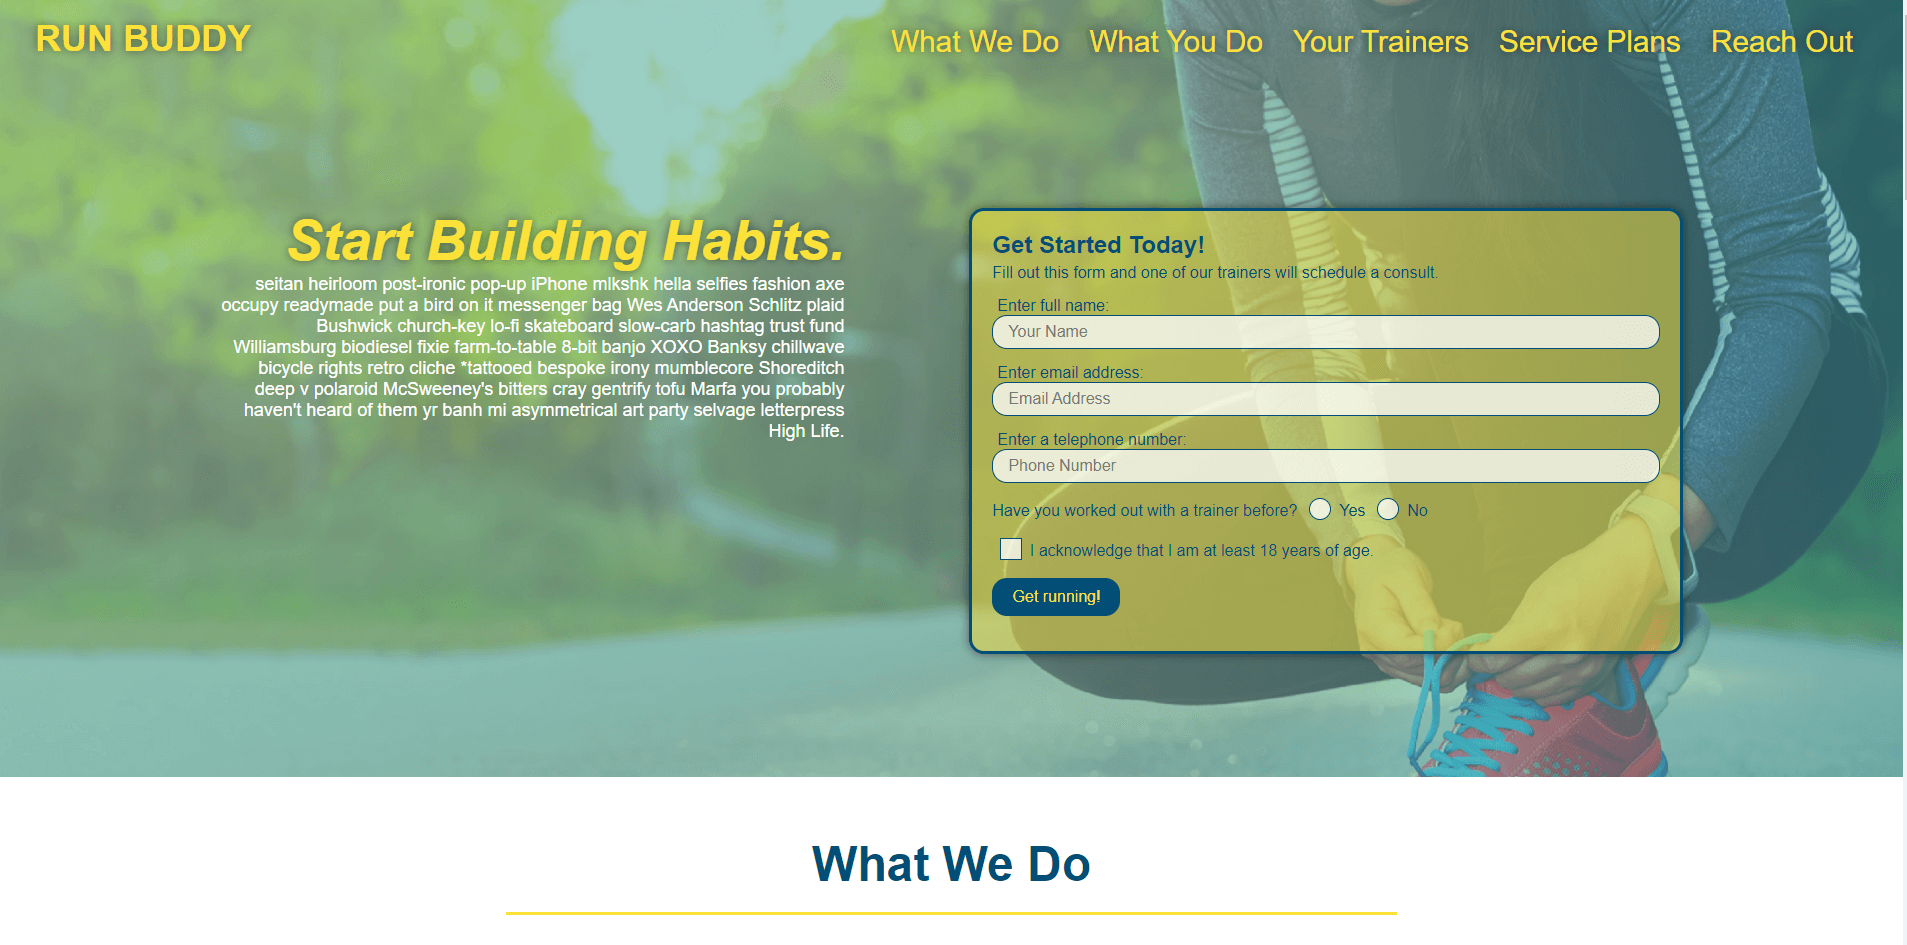 RUN BUDDY
What We Do
What You Do
Your Trainers
Service Plans
Reach Out
Start Building Habits.
seitan heirloom post-ironic pop-up iPhone mlkshk hella selfies fashion axe
occupy readymade put a bird on it messenger bag Wes Anderson Schlitz plaid
Bushwick church-key lo-fi skateboard slow-carb hashtag trust fund
Williamsburg biodiesel fixie farm-to-table 8-bit banjo XOXO Banksy chillwave
bicycle rights retro cliche *tattooed bespoke irony mumblecore Shoreditch
deep v polaroid McSweeney's bitters cray gentrify tofu Marfa you probably
haven't heard of them yr banh mi asymmetrical art party selvage letterpress
High Life.
Get Started Today!
Fill out this form and one of our trainers will schedule a consult.
Enter full name:
Your Name
Enter email address:
Email Address
Enter a telephone number:
Phone Number
Have you worked out with a trainer before? Yes No
I acknowledge that I am at least 18 years of age.
Get running!
What We Do